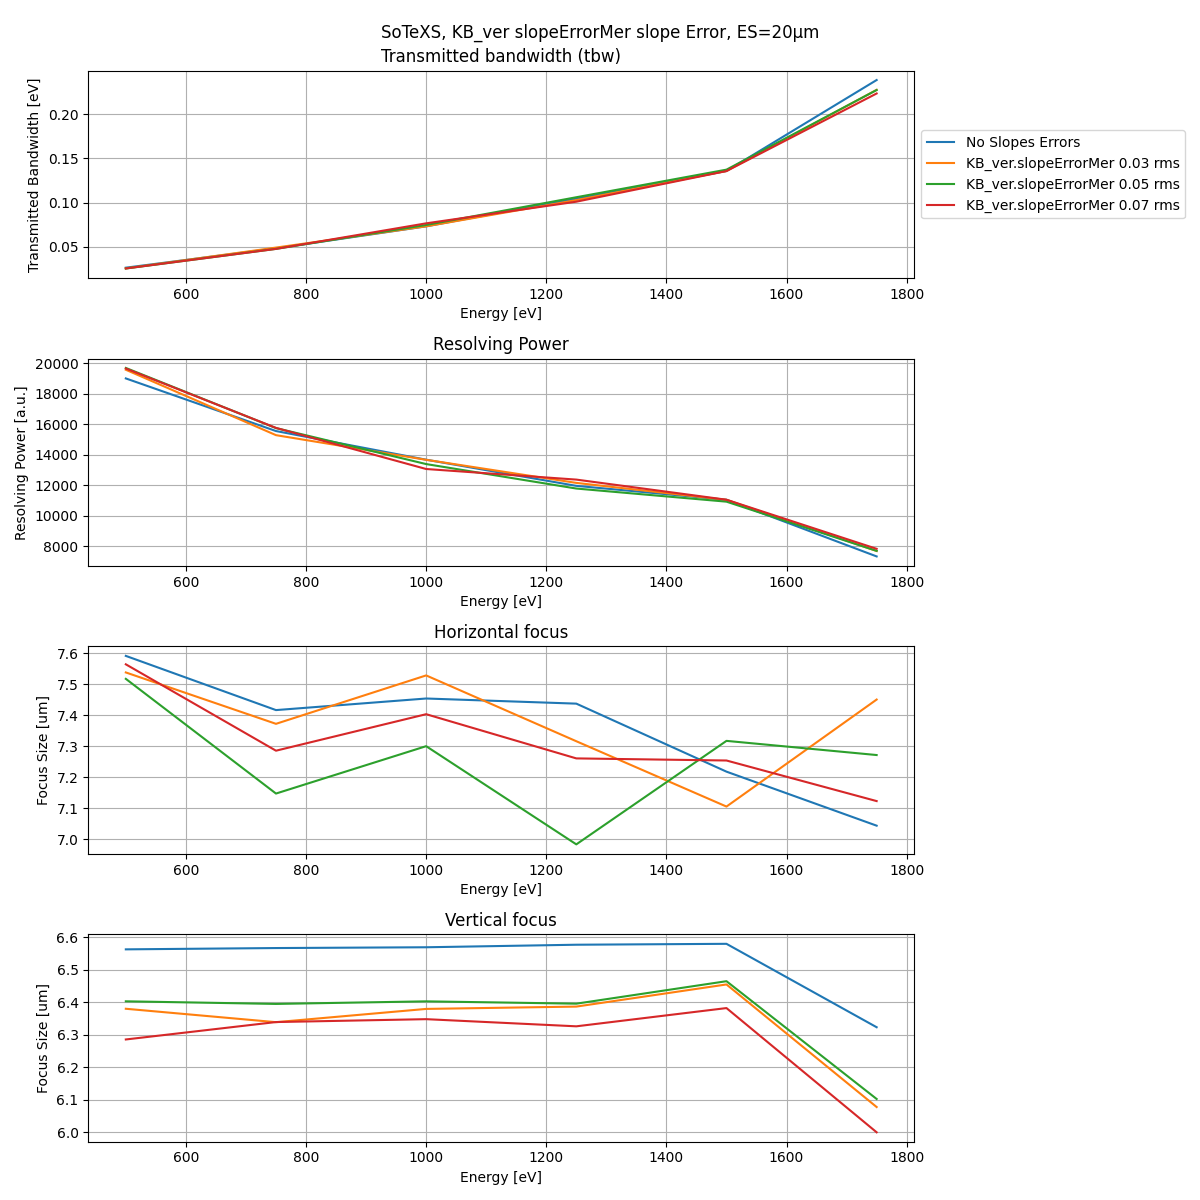 SoTeXS, KB_ver slopeErrorMer slope Error, ES=20μm
Transmitted bandwidth (tbw)
Transmitted Bandwidth [eV]
0.20
0.15
0.10
0.05
600 800 1000 1200 1400 1600 1800
Energy [eV]
No Slopes Errors
KB_ver.slopeErrorMer 0.03 rms
KB_ver.slopeErrorMer 0.05 rms
KB_ver.slopeErrorMer 0.07 rms
Resolving Power
Resolving Power [a.u.]
20000
18000
16000
14000
12000
10000
8000
600 800 1000 1200 1400 1600 1800
Energy [eV]
Horizontal focus
Focus Size [um]
7.6
7.5
7.4
7.3
7.2
7.1
7.0
600 800 1000 1200 1400 1600 1800
Energy [eV]
Vertical focus
Focus Size [um]
6.6
6.5
6.4
6.3
6.2
6.1
6.0
600 800 1000 1200 1400 1600 1800
Energy [eV]